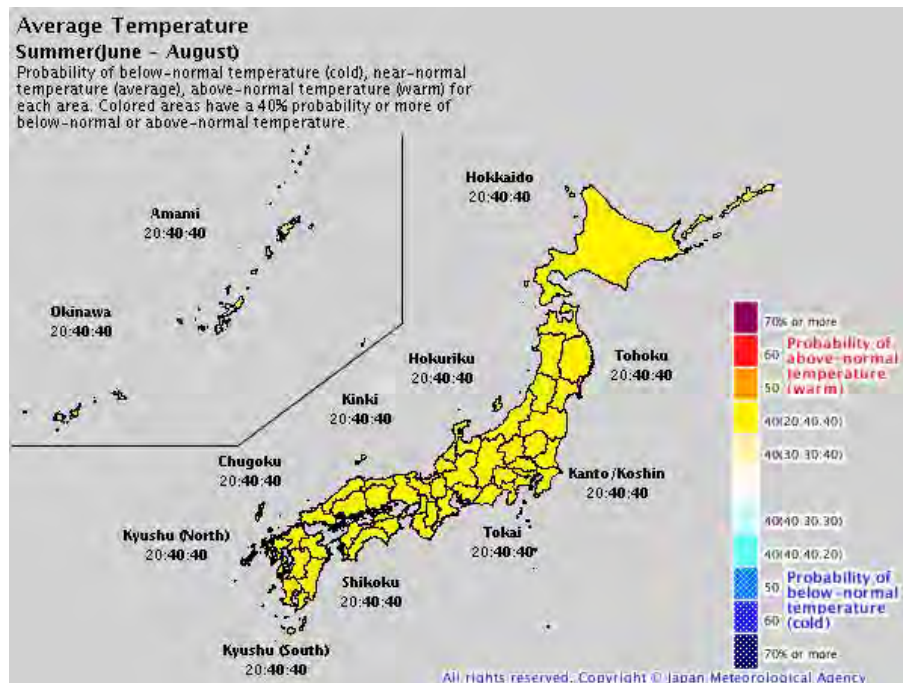 Average Temperature
Summer(June - August)
Probability of below-normal temperature (cold), near-normal
temperature (average), above-normal temperature (warm) for
each area. Colored areas have a 40% probability or more of
below-normal or above-normal temperature.
Hokkaido
20:40:40
Amami
20:40:40
Okinawa
20:40:40
Hokuriku
20:40:40
Tohoku
20:40:40
Kinki
20:40:40
Chugoku
20:40:40
Kanto/Koshin
20:40:40
Kyushu (North)
20:40:40
Tokai
20:40:40
Shikoku
20:40:40
Kyushu (South)
20:40:40
70% or more
60
Probability of
above-normal
temperature
(warm)
50
40(20:40:40)
40(30:30:40)
40(40:30:30)
40(40:40:20)
50
Probability of
below-normal
temperature
(cold)
60
70% or more
All rights reserved. Copyright © Japan Meteorological Agency